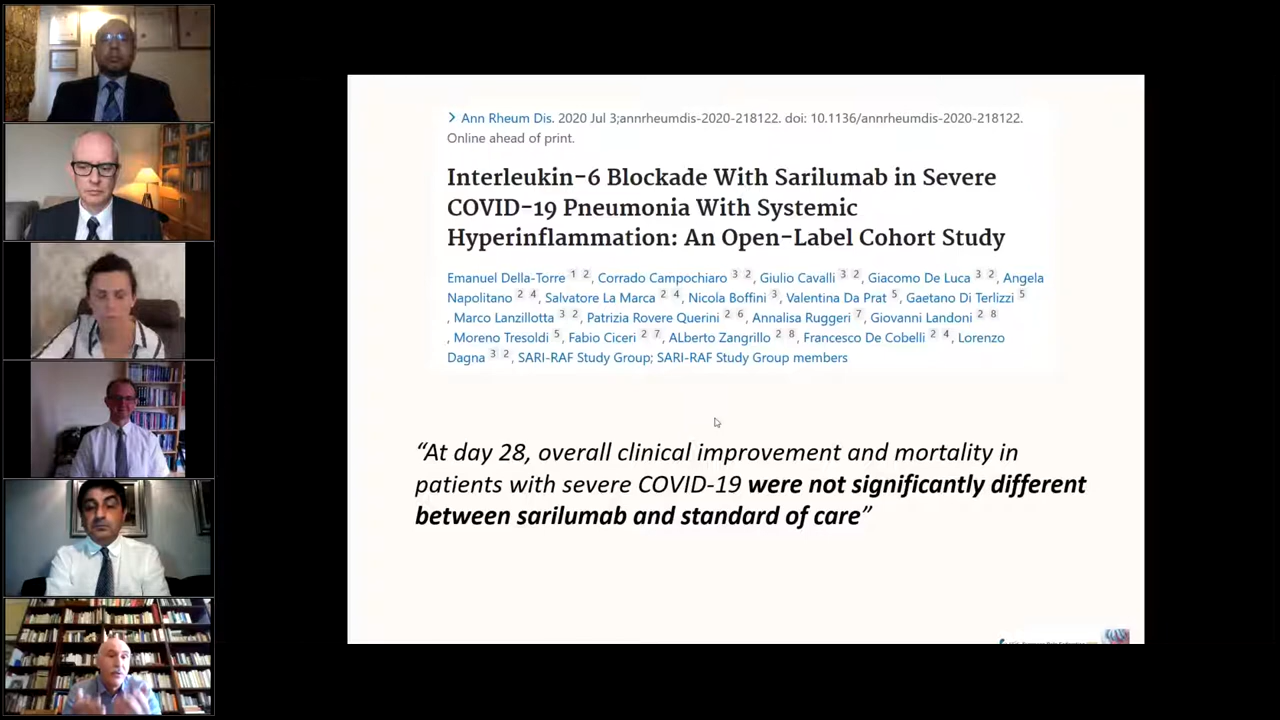 > Ann Rheum Dis. 2020 Jul 3;annrheumdis-2020-218122. doi: 10.1136/annrheumdis-2020-218122.
Online ahead of print.
Interleukin-6 Blockade With Sarilumab in Severe
COVID-19 Pneumonia With Systemic
Hyperinflammation: An Open-Label Cohort Study
Emanuel Della-Torre 1 2, Corrado Campochiaro 3 2, Giulio Cavalli 3 2, Giacomo De Luca 3 2, Angela
Napolitano 2 4, Salvatore La Marca 2 4, Nicola Boffini 3, Valentina Da Prat 5, Gaetano Di Terlizzi 5
, Marco Lanzillotta 3 2, Patrizia Rovere Querini 2 6, Annalisa Ruggeri 7, Giovanni Landoni 2 8
, Moreno Tresoldi 5, Fabio Ciceri 2 7, ALberto Zangrillo 2 8, Francesco De Cobelli 2 4, Lorenzo
Dagna 3 2, SARI-RAF Study Group; SARI-RAF Study Group members
“At day 28, overall clinical improvement and mortality in
patients with severe COVID-19 were not significantly different
between sarilumab and standard of care”